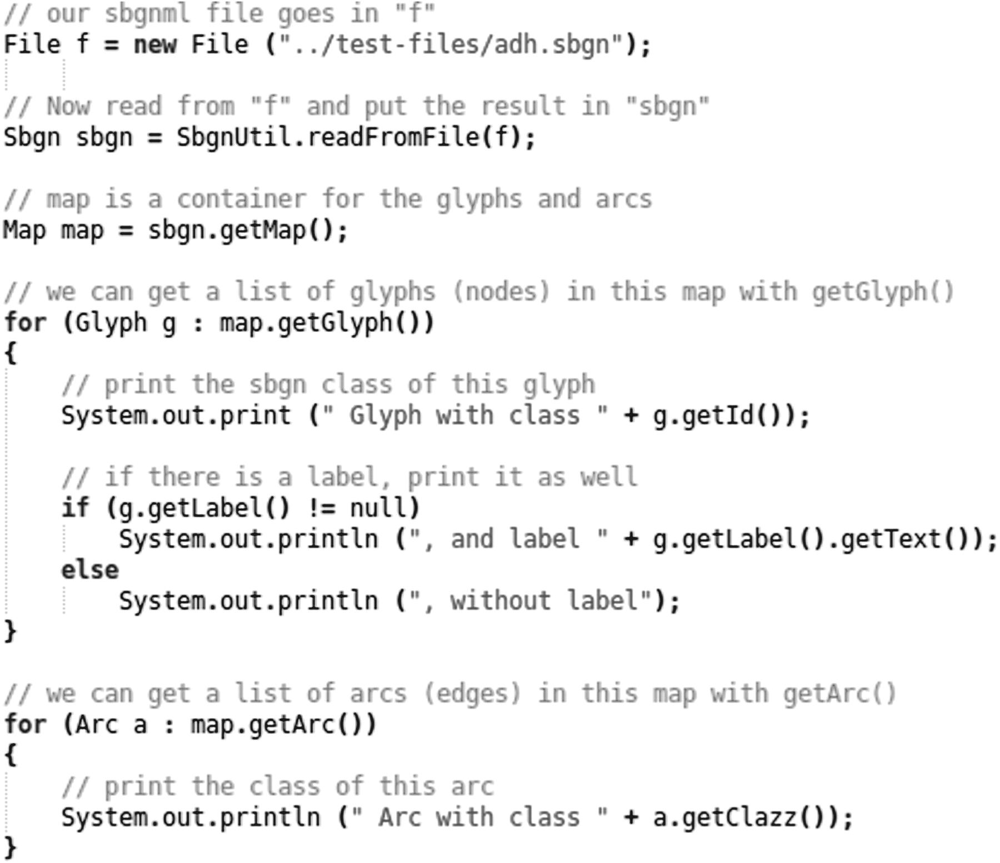 // our sbgnml file goes in "f"
File f = new File ("../test-files/adh.sbgn");
// Now read from "f" and put the result in "sbgn"
Sbgn sbgn = SbgnUtil.readFromFile(f);
// map is a container for the glyphs and arcs
Map map = sbgn.getMap();
// we can get a list of glyphs (nodes) in this map with getGlyph()
for (Glyph g : map.getGlyph())
{
// print the sbgn class of this glyph
System.out.print (" Glyph with class " + g.getId());
// if there is a label, print it as well
if (g.getLabel() != null)
System.out.println (", and label " + g.getLabel().getText());
else
System.out.println (", without label");
}
// we can get a list of arcs (edges) in this map with getArc()
for (Arc a : map.getArc())
{
// print the class of this arc
System.out.println (" Arc with class " + a.getClazz());
}